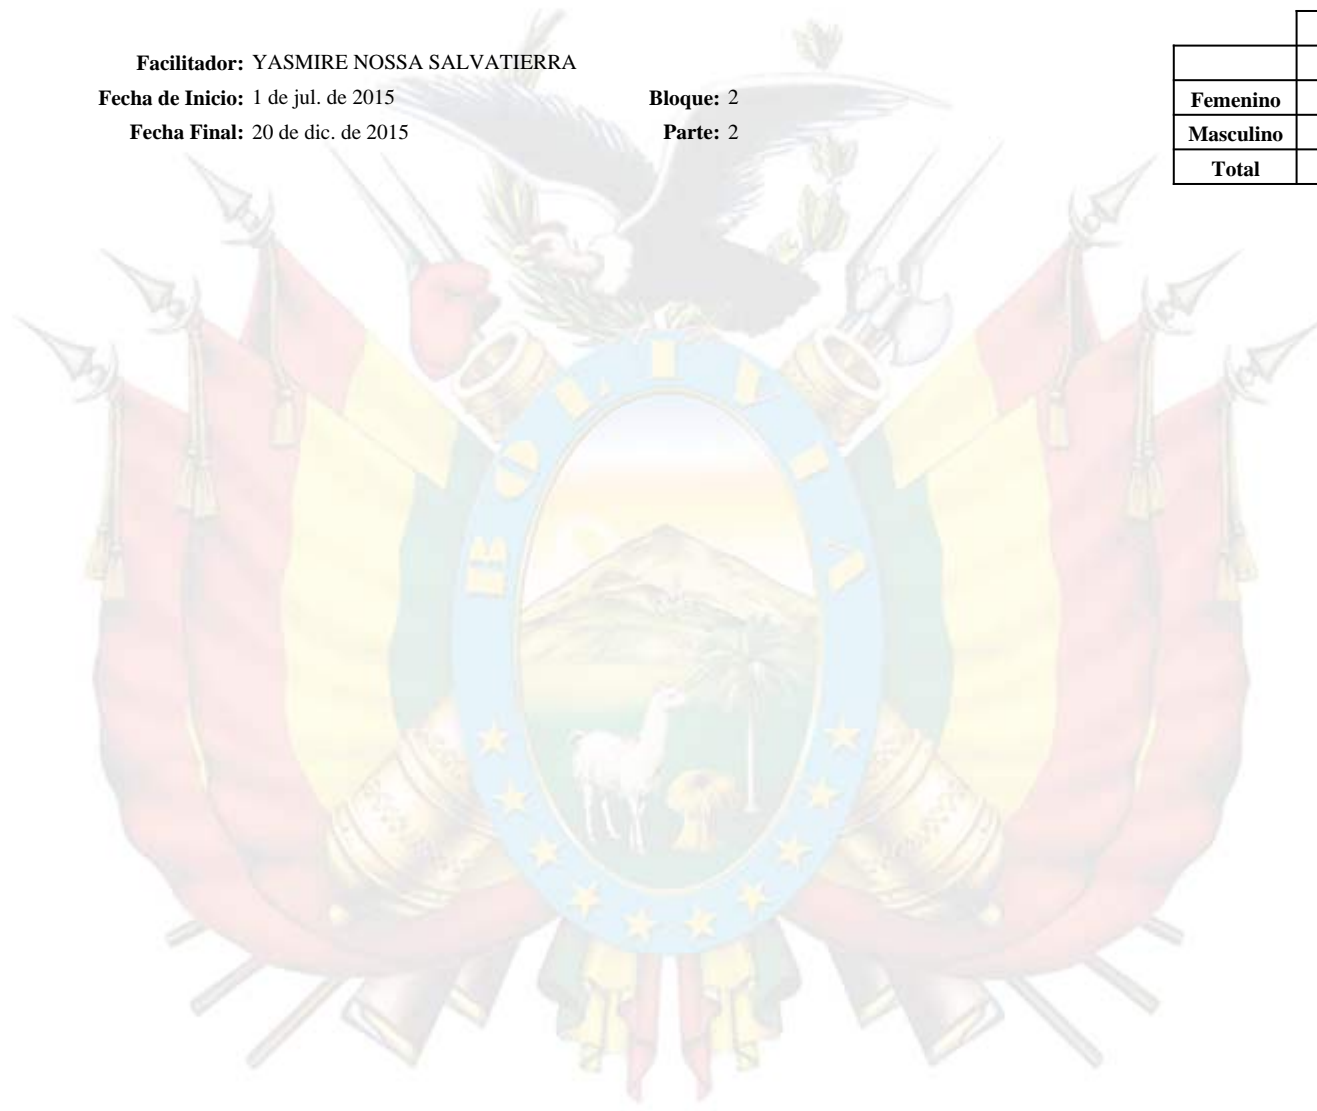 Facilitador: YASMIRE NOSSA SALVATIERRA
Fecha de Inicio: 1 de jul. de 2015 Bloque: 2
Fecha Final: 20 de dic. de 2015 Parte: 2
Femenino
Masculino
Total
BOLIVIA